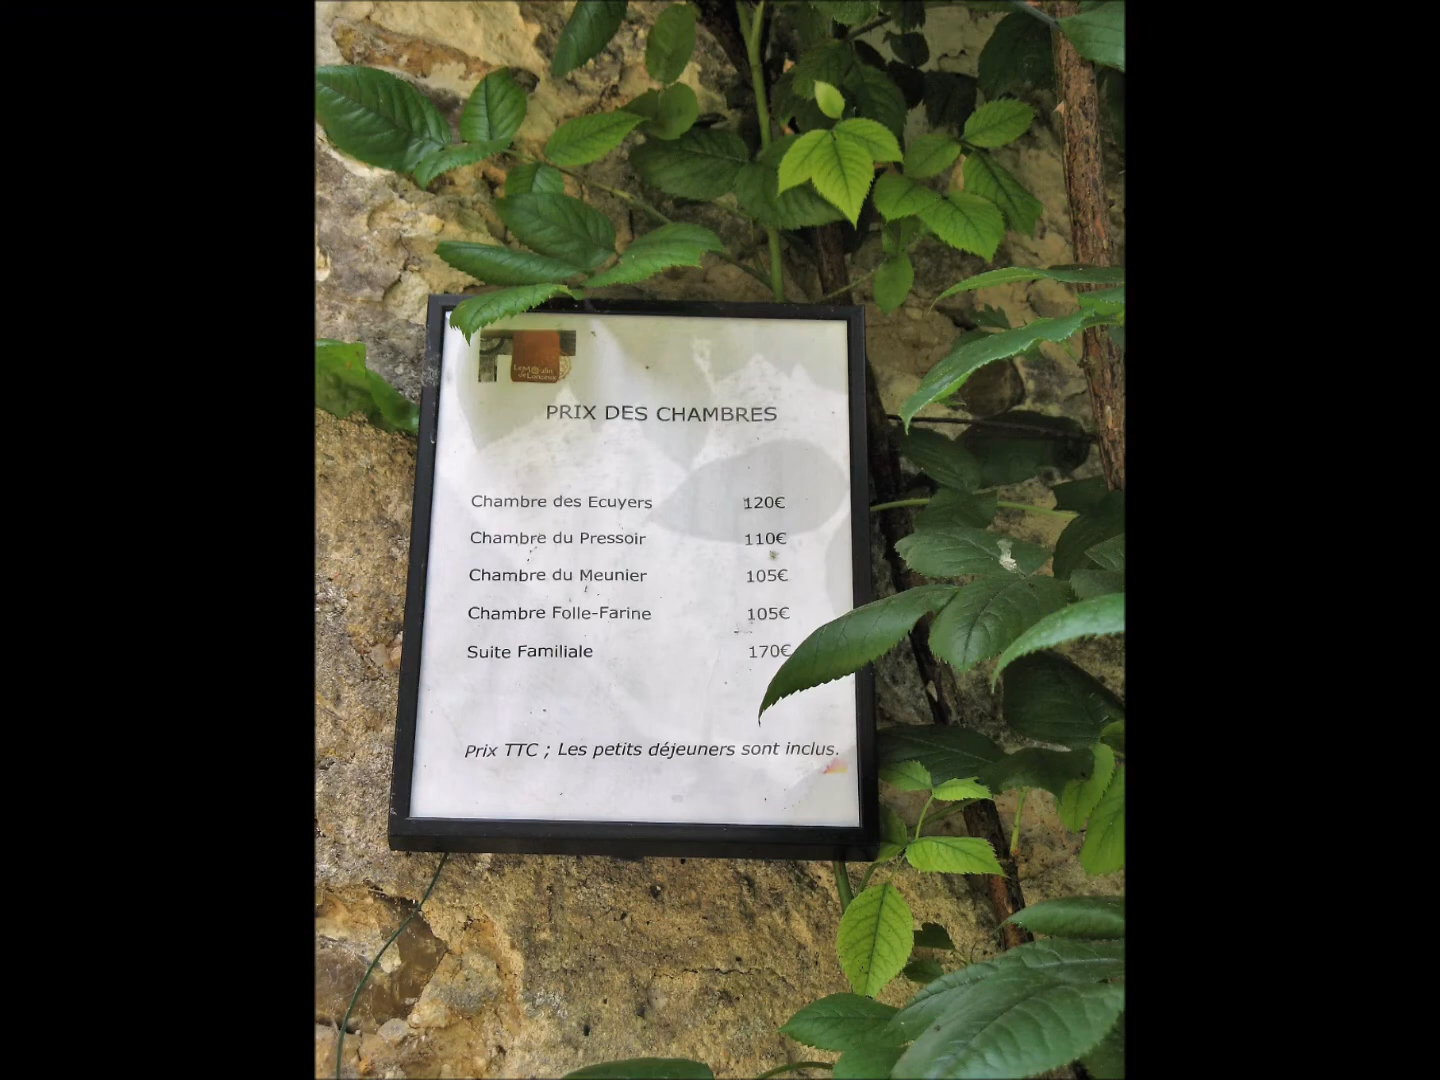 PRIX DES CHAMBRES
Chambre des Ecuyers 120€
Chambre du Pressoir 110€
Chambre du Meunier 105€
Chambre Folle-Farine 105€
Suite Familiale 170€
Prix TTC ; Les petits déjeuners sont inclus.